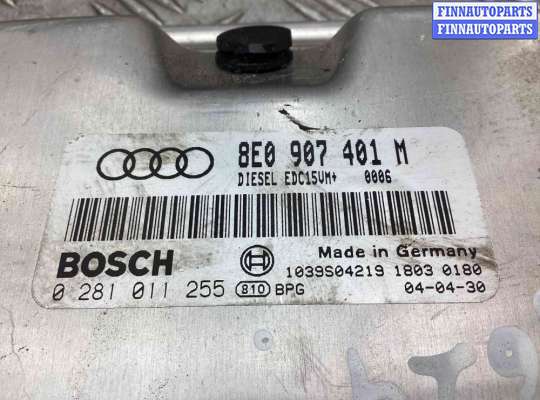 FINNAUTOPARTS
FINNAUTOPARTS
8E0 907 401 M
DIESEL EDC15VM+ 0006
BOSCH
Made in Germany
1039S04219 1803 0180
0 281 011 255 810 BPG 04-04-30